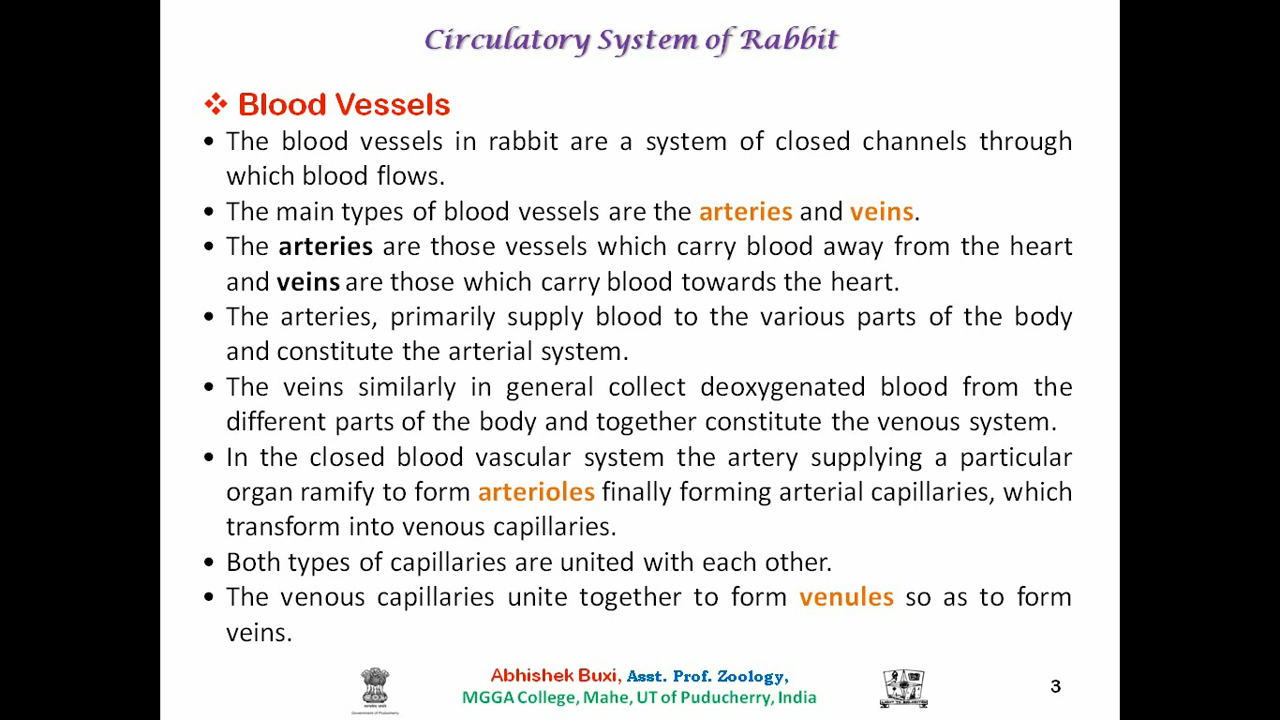 Circulatory System of Rabbit
❖ Blood Vessels
• The blood vessels in rabbit are a system of closed channels through
which blood flows.
• The main types of blood vessels are the arteries and veins.
• The arteries are those vessels which carry blood away from the heart
and veins are those which carry blood towards the heart.
• The arteries, primarily supply blood to the various parts of the body
and constitute the arterial system.
• The veins similarly in general collect deoxygenated blood from the
different parts of the body and together constitute the venous system.
• In the closed blood vascular system the artery supplying a particular
organ ramify to form arterioles finally forming arterial capillaries, which
transform into venous capillaries.
• Both types of capillaries are united with each other.
• The venous capillaries unite together to form venules so as to form
veins.
Abhishek Buxi, Asst. Prof. Zoology,
MGGA College, Mahe, UT of Puducherry, India
Government of Puducherry
3